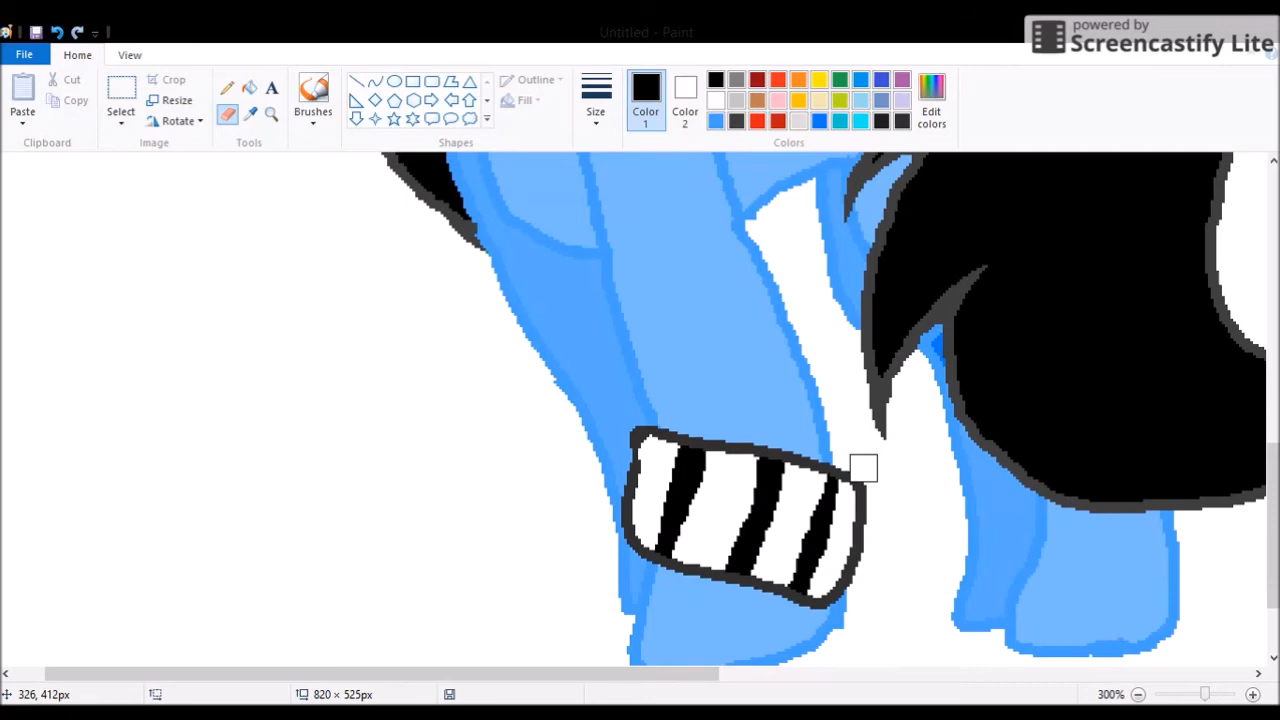 Untitled - Paint
powered by
Screencastify Lite
File Home View
Paste
Cut
Copy
Clipboard
Select
Crop
Resize
Rotate
Image
A
Tools
Brushes
Outline
Fill
Shapes
Size
Color
1
Color
2
Edit
colors
Colors
326, 412px
820 × 525px
300%